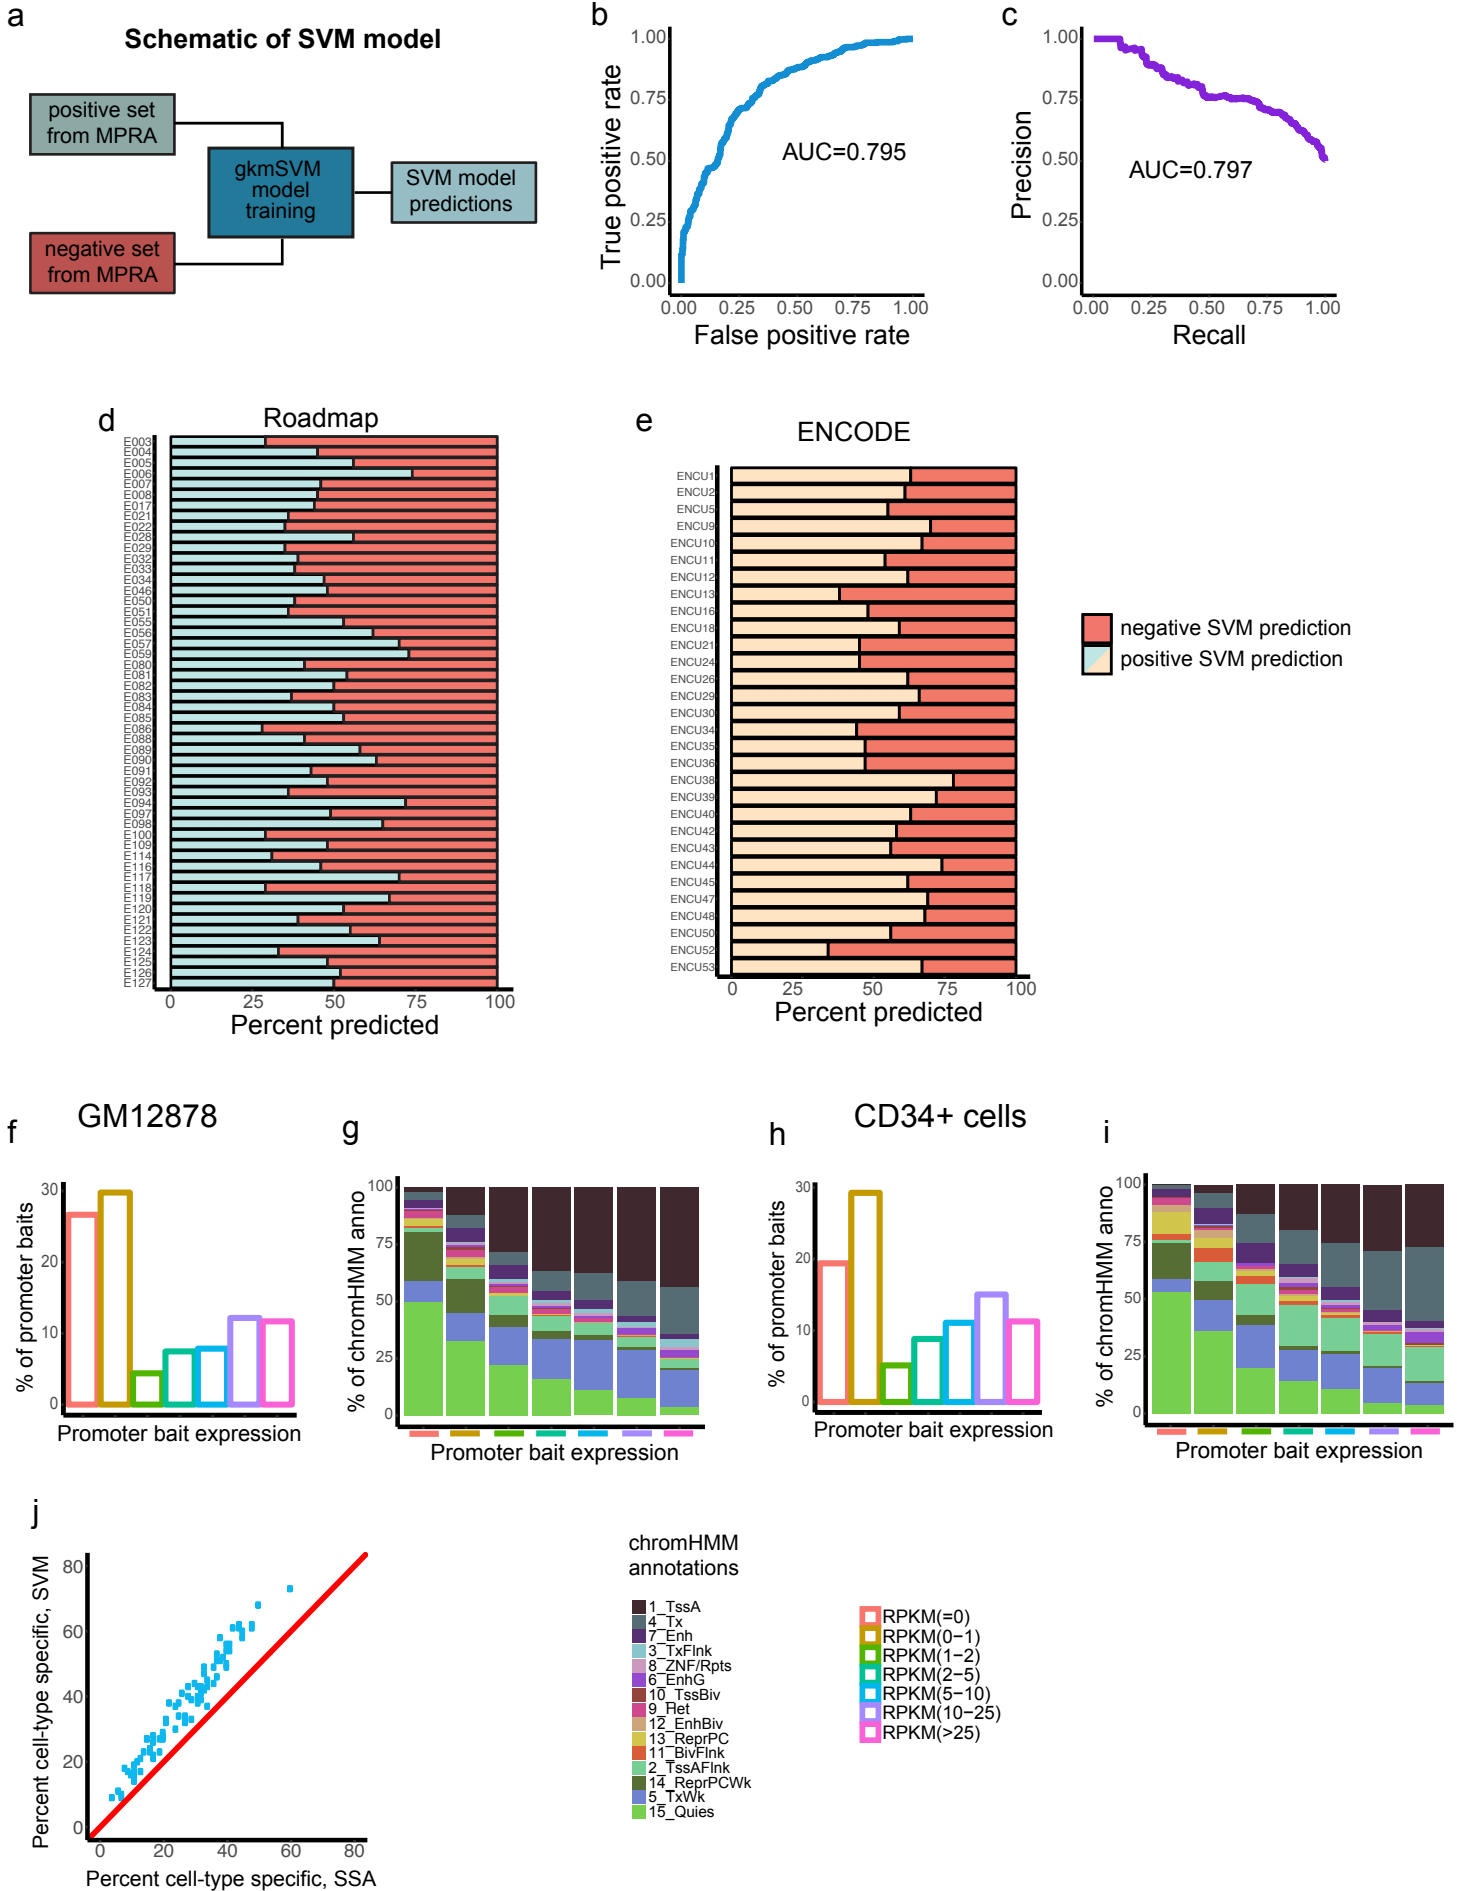 a
Schematic of SVM model
positive set
from MPRA
negative set
from MPRA
gkmSVM
model
training
SVM model
predictions
b
True positive rate
1.00
0.75
0.50
0.25
0.00
AUC=0.795
0.00 0.25 0.50 0.75 1.00
False positive rate
c
Precision
1.00
0.75
0.50
0.25
0.00
AUC=0.797
0.00 0.25 0.50 0.75 1.00
Recall
d
Roadmap
E003
E004
E005
E006
E007
E008
E017
E021
E022
E028
E029
E032
E033
E034
E046
E050
E051
E055
E056
E057
E059
E080
E081
E082
E083
E084
E085
E086
E088
E089
E090
E091
E092
E093
E094
E097
E098
E100
E109
E114
E116
E117
E118
E119
E120
E121
E122
E123
E124
E125
E126
E127
0 25 50 75 100
Percent predicted
e
ENCODE
ENCU1
ENCU2
ENCU5
ENCU9
ENCU10
ENCU11
ENCU12
ENCU13
ENCU16
ENCU18
ENCU21
ENCU24
ENCU26
ENCU29
ENCU30
ENCU34
ENCU35
ENCU36
ENCU38
ENCU39
ENCU40
ENCU42
ENCU43
ENCU44
ENCU45
ENCU47
ENCU48
ENCU50
ENCU52
ENCU53
0 25 50 75 100
Percent predicted
negative SVM prediction
positive SVM prediction
f
GM12878
% of promoter baits
30
20
10
0
Promoter bait expression
g
% of chromHMM anno
100
75
50
25
0
Promoter bait expression
h
CD34+ cells
% of promoter baits
30
20
10
0
Promoter bait expression
i
% of chromHMM anno
100
75
50
25
0
Promoter bait expression
j
Percent cell-type specific, SVM
80
60
40
20
0
0 20 40 60 80
Percent cell-type specific, SSA
chromHMM
annotations
1_TssA
4_Tx
7_Enh
3_TxFlnk
8_ZNF/Rpts
6_EnhG
10_TssBiv
9_Het
12_EnhBiv
13_ReprPC
11_BivFlnk
2_TssAFlnk
14_ReprPCWk
5_TxWk
15_Quies
RPKM(=0)
RPKM(0−1)
RPKM(1−2)
RPKM(2−5)
RPKM(5−10)
RPKM(10−25)
RPKM(>25)